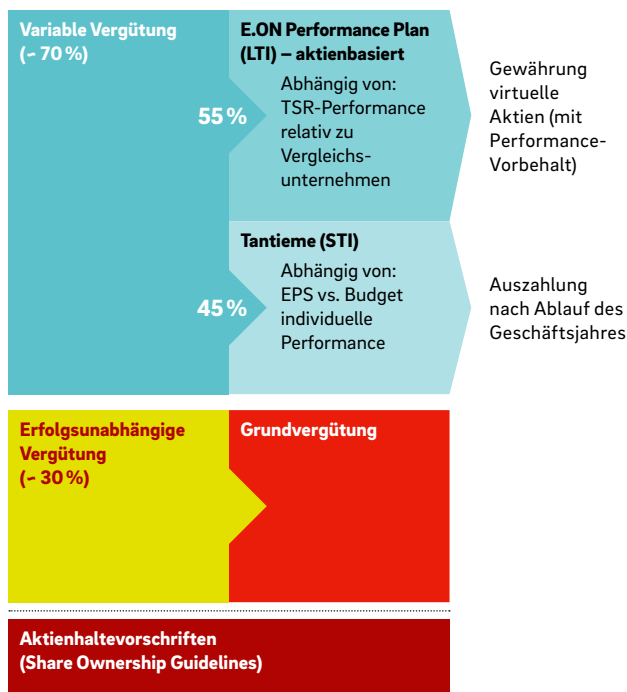 Variable Vergütung
(~ 70 %)
55 %
45 %
E.ON Performance Plan
(LTI) – aktienbasiert
Abhängig von:
TSR-Performance
relativ zu
Vergleichs-
unternehmen
Gewährung
virtuelle
Aktien (mit
Performance-
Vorbehalt)
Tantieme (STI)
Abhängig von:
EPS vs. Budget
individuelle
Performance
Auszahlung
nach Ablauf des
Geschäftsjahres
Erfolgsunabhängige
Vergütung
(~ 30 %)
Grundvergütung
Aktienhaltevorschriften
(Share Ownership Guidelines)